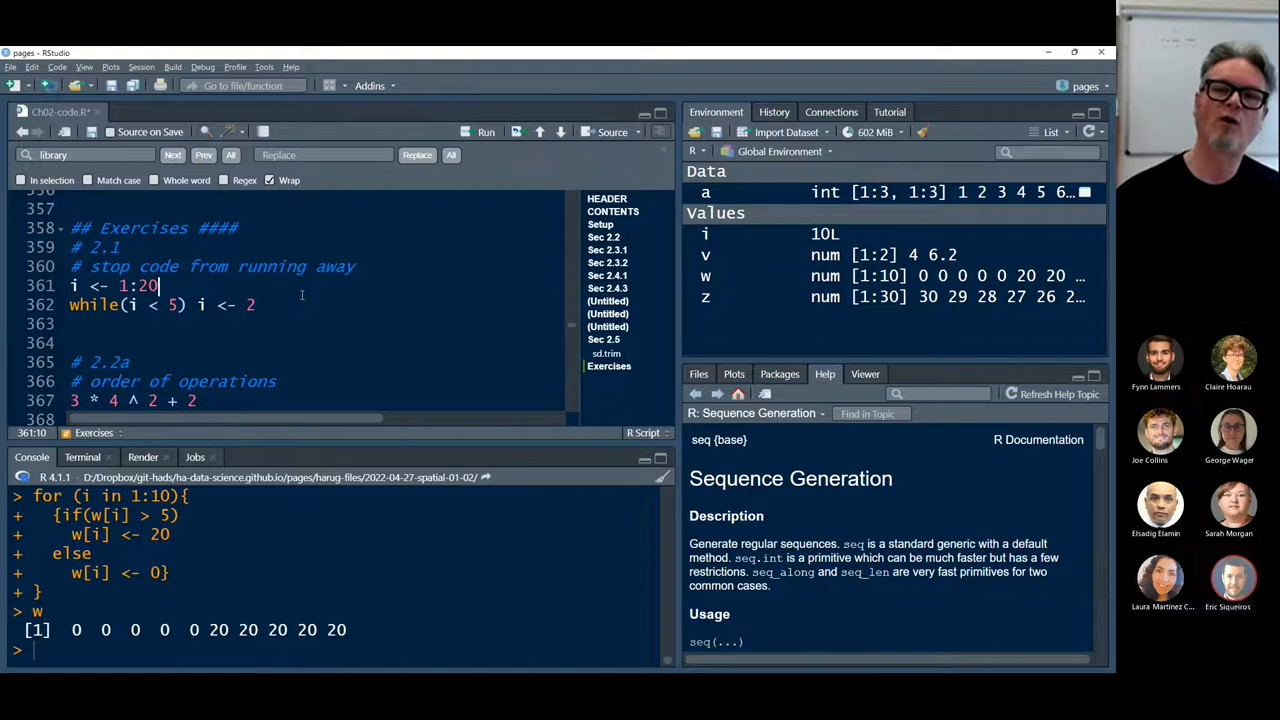 pages - RStudio
File Edit Code View Plots Session Build Debug Profile Tools Help
Go to file/function Addins pages
Ch02-code.R*
Source on Save Run Source
library Next Prev All Replace Replace All
In selection Match case Whole word Regex Wrap
356
357
358 ## Exercises ####
359 # 2.1
360 # stop code from running away
361 i <- 1:20
362 while(i < 5) i <- 2
363
364
365 # 2.2a
366 # order of operations
367 3 * 4 ^ 2 + 2
368
HEADER
CONTENTS
Setup
Sec 2.2
Sec 2.3.1
Sec 2.3.2
Sec 2.4.1
Sec 2.4.3
(Untitled)
(Untitled)
(Untitled)
Sec 2.5
sd.trim
Exercises
361:10 Exercises R Script
Console Terminal Render Jobs
R 4.1.1 · D:/Dropbox/git-hads/ha-data-science.github.io/pages/harug-files/2022-04-27-spatial-01-02/
> for (i in 1:10){
+ {if(w[i] > 5)
+ w[i] <- 20
+ else
+ w[i] <- 0}
+ }
> w
[1] 0 0 0 0 0 20 20 20 20 20
>
Environment History Connections Tutorial
Import Dataset 602 MiB List
R Global Environment
Data
a int [1:3, 1:3] 1 2 3 4 5 6…
Values
i 10L
v num [1:2] 4 6.2
w num [1:10] 0 0 0 0 0 20 20 …
z num [1:30] 30 29 28 27 26 2…
Files Plots Packages Help Viewer
Refresh Help Topic
R: Sequence Generation Find in Topic
seq {base} R Documentation
Sequence Generation
Description
Generate regular sequences. seq is a standard generic with a default
method. seq.int is a primitive which can be much faster but has a few
restrictions. seq_along and seq_len are very fast primitives for two
common cases.
Usage
seq(...)
Fynn Lammers Claire Hoarau
Joe Collins George Wager
Elsadig Elamin Sarah Morgan
Laura Martinez C... Eric Siqueiros